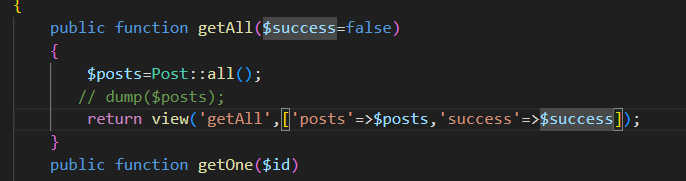 {
public function getAll($success=false)
{
$posts=Post::all();
// dump($posts);
return view('getAll',['posts'=>$posts,'success'=>$success]);
}
public function getOne($id)